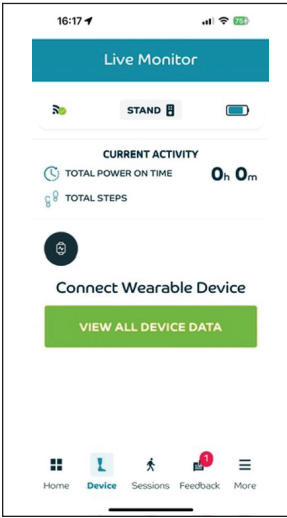 16:17
75
Live Monitor
STAND
CURRENT ACTIVITY
TOTAL POWER ON TIME 0h 0m
TOTAL STEPS
Connect Wearable Device
VIEW ALL DEVICE DATA
1
Home Device Sessions Feedback More